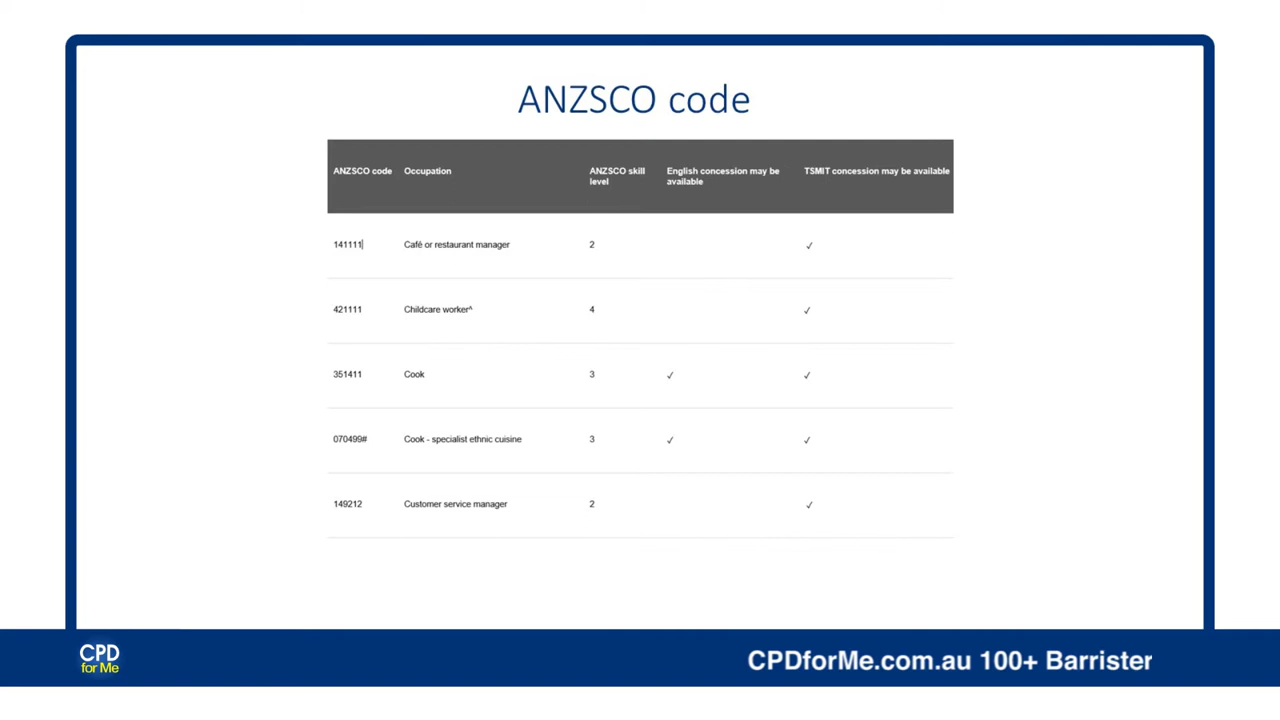 ANZSCO code
ANZSCO code Occupation ANZSCO skill level English concession may be available TSMIT concession may be available
141111 Café or restaurant manager 2 ✓
421111 Childcare worker^ 4 ✓
351411 Cook 3 ✓ ✓
070499# Cook - specialist ethnic cuisine 3 ✓ ✓
149212 Customer service manager 2 ✓
CPD
for Me
CPDforMe.com.au 100+ Barrister